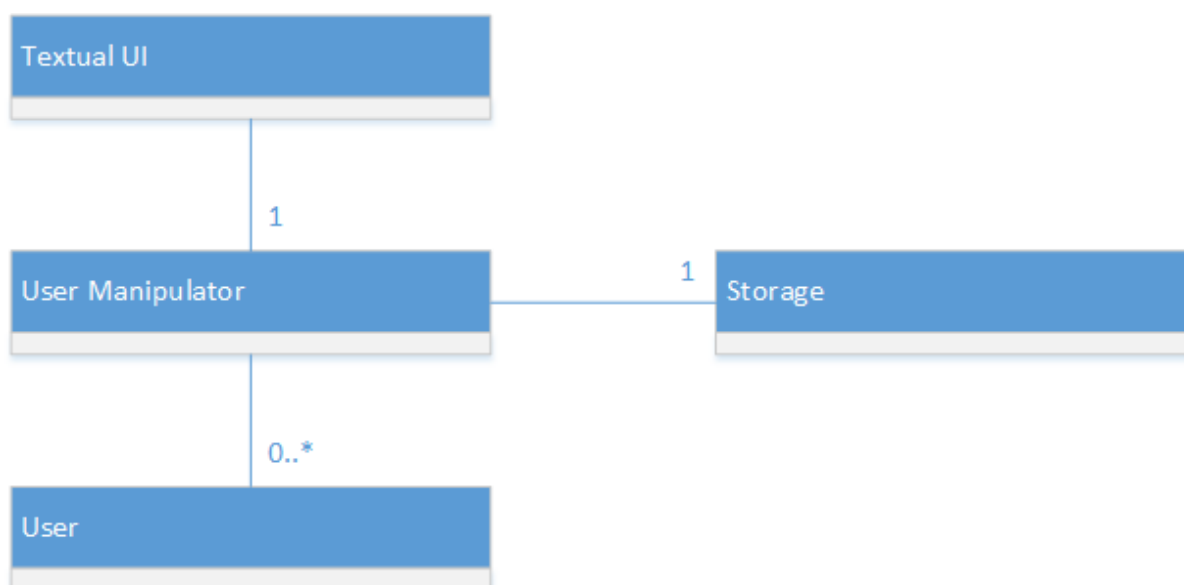 Textual UI
1
User Manipulator
1
Storage
0..*
User